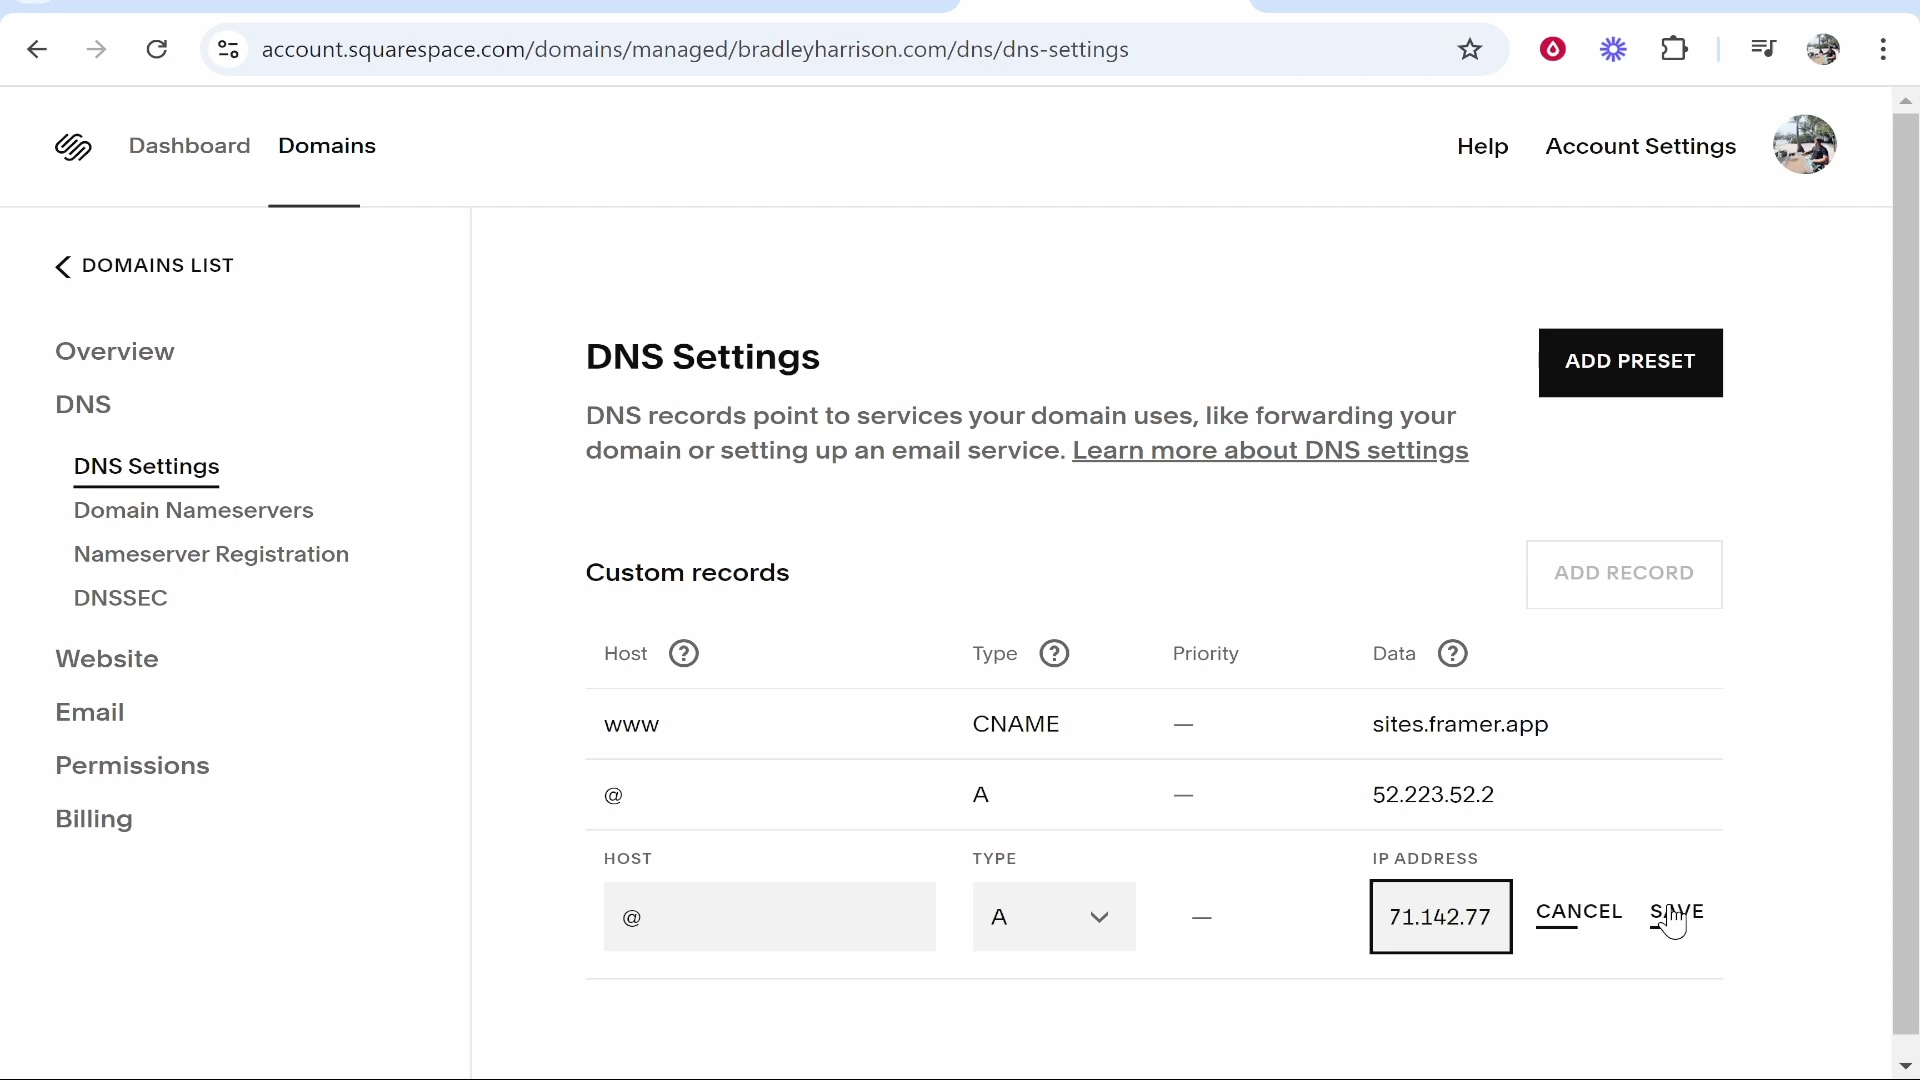 account.squarespace.com/domains/managed/bradleyharrison.com/dns/dns-settings
Dashboard Domains Help Account Settings
DOMAINS LIST
Overview
DNS
DNS Settings
Domain Nameservers
Nameserver Registration
DNSSEC
Website
Email
Permissions
Billing
DNS Settings
ADD PRESET
DNS records point to services your domain uses, like forwarding your
domain or setting up an email service. Learn more about DNS settings
Custom records
ADD RECORD
Host ? Type ? Priority Data ?
www CNAME — sites.framer.app
@ A — 52.223.52.2
HOST TYPE IP ADDRESS
@ A — 71.142.77 CANCEL SAVE